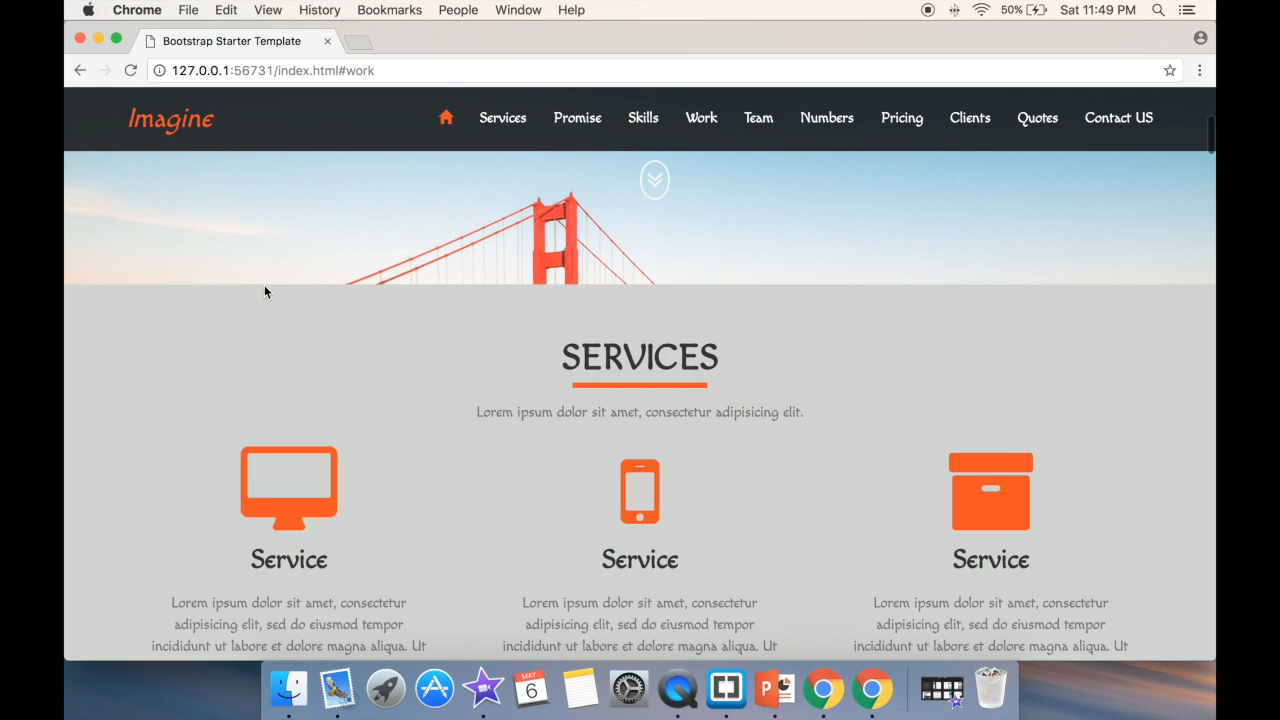 Chrome File Edit View History Bookmarks People Window Help 50% Sat 11:49 PM
Bootstrap Starter Template
127.0.0.1:56731/index.html#work
Imagine Services Promise Skills Work Team Numbers Pricing Clients Quotes Contact US
SERVICES
Lorem ipsum dolor sit amet, consectetur adipisicing elit.
Service Service Service
Lorem ipsum dolor sit amet, consectetur Lorem ipsum dolor sit amet, consectetur Lorem ipsum dolor sit amet, consectetur
adipisicing elit, sed do eiusmod tempor adipisicing elit, sed do eiusmod tempor adipisicing elit, sed do eiusmod tempor
incididunt ut labore et dolore magna aliqua. Ut incididunt ut labore et dolore magna aliqua. Ut incididunt ut labore et dolore magna aliqua. Ut
MAY
6